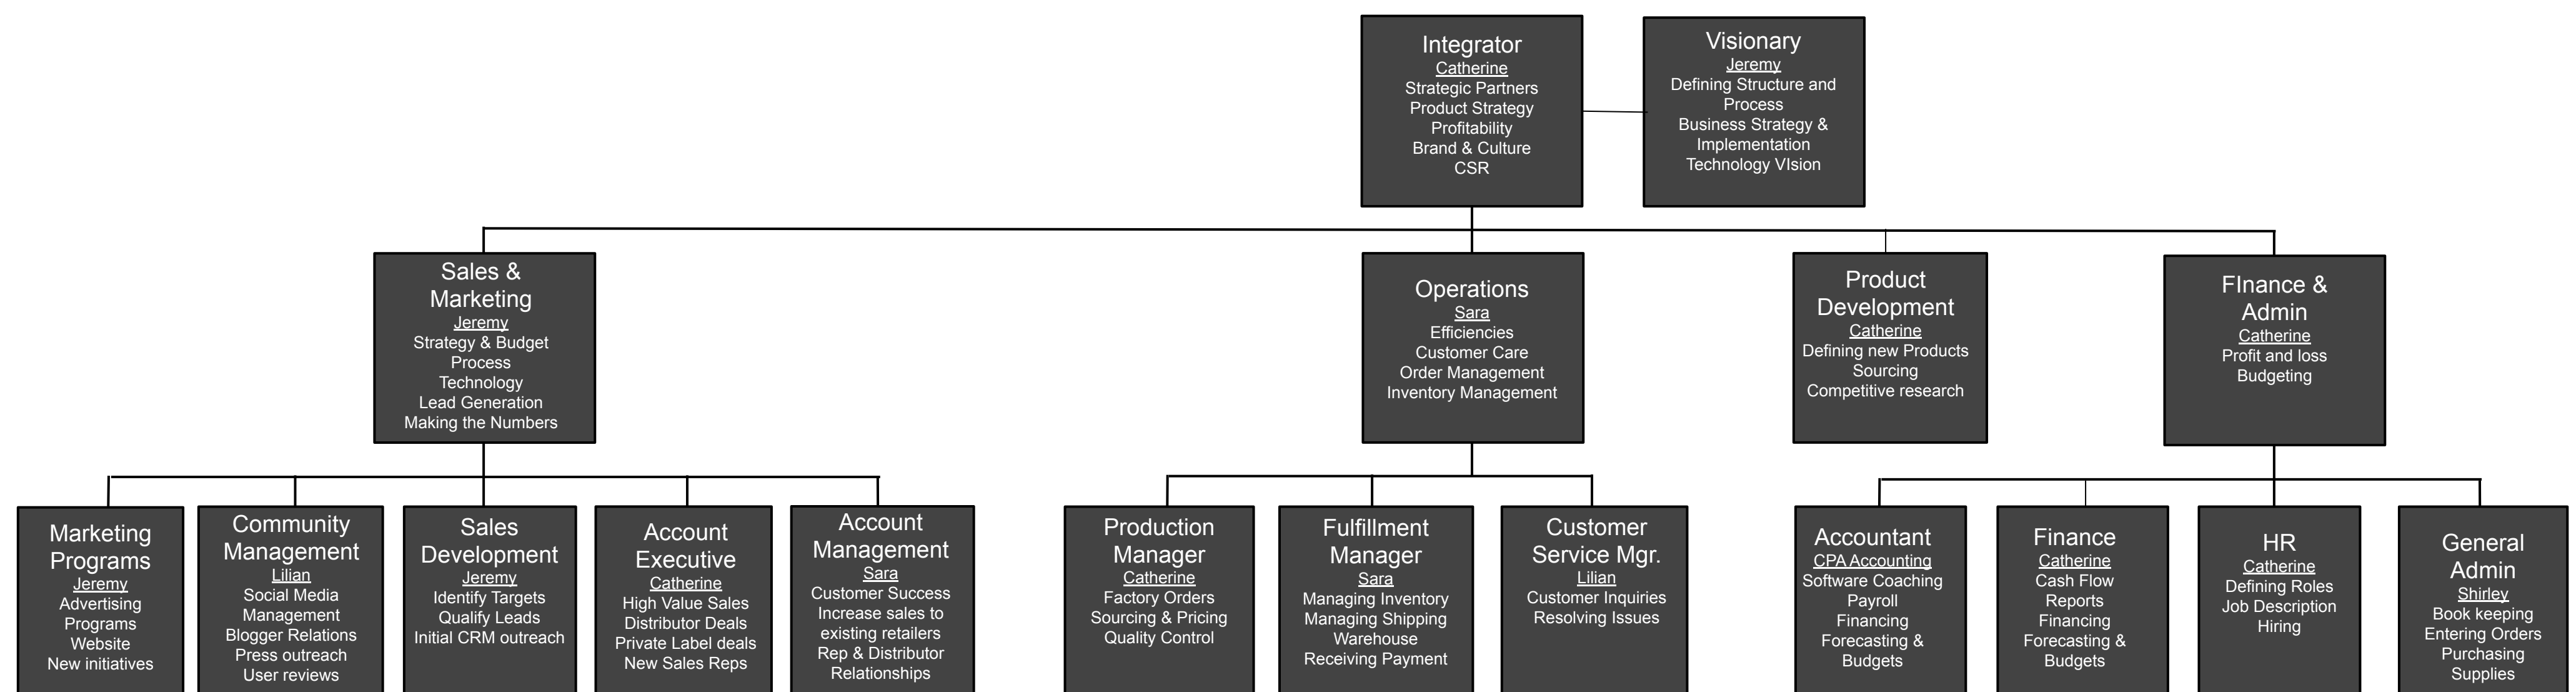 Integrator
Catherine
Strategic Partners
Product Strategy
Profitability
Brand & Culture
CSR
Visionary
Jeremy
Defining Structure and
Process
Business Strategy &
Implementation
Technology VIsion
Sales &
Marketing
Jeremy
Strategy & Budget
Process
Technology
Lead Generation
Making the Numbers
Operations
Sara
Efficiencies
Customer Care
Order Management
Inventory Management
Product
Development
Catherine
Defining new Products
Sourcing
Competitive research
FInance &
Admin
Catherine
Profit and loss
Budgeting
Marketing
Programs
Jeremy
Advertising
Programs
Website
New initiatives
Community
Management
Lilian
Social Media
Management
Blogger Relations
Press outreach
User reviews
Sales
Development
Jeremy
Identify Targets
Qualify Leads
Initial CRM outreach
Account
Executive
Catherine
High Value Sales
Distributor Deals
Private Label deals
New Sales Reps
Account
Management
Sara
Customer Success
Increase sales to
existing retailers
Rep & Distributor
Relationships
Production
Manager
Catherine
Factory Orders
Sourcing & Pricing
Quality Control
Fulfillment
Manager
Sara
Managing Inventory
Managing Shipping
Warehouse
Receiving Payment
Customer
Service Mgr.
Lilian
Customer Inquiries
Resolving Issues
Accountant
CPA Accounting
Software Coaching
Payroll
Financing
Forecasting &
Budgets
Finance
Catherine
Cash Flow
Reports
Financing
Forecasting &
Budgets
HR
Catherine
Defining Roles
Job Description
Hiring
General
Admin
Shirley
Book keeping
Entering Orders
Purchasing
Supplies